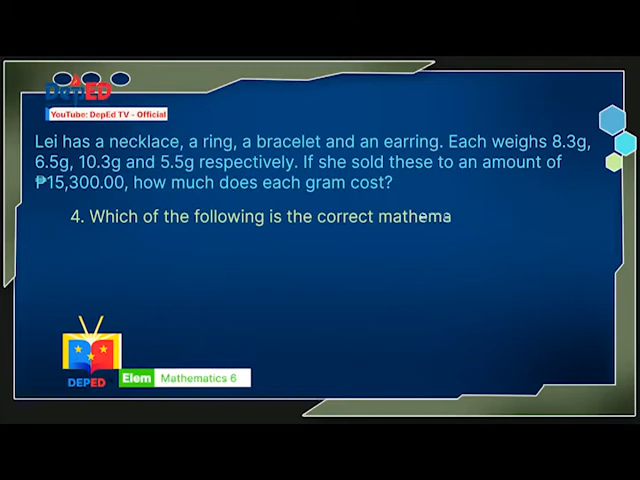 DepED
YouTube: DepEd TV - Official
Lei has a necklace, a ring, a bracelet and an earring. Each weighs 8.3g,
6.5g, 10.3g and 5.5g respectively. If she sold these to an amount of
₱15,300.00, how much does each gram cost?
4. Which of the following is the correct mathema
DEPED
Elem Mathematics 6